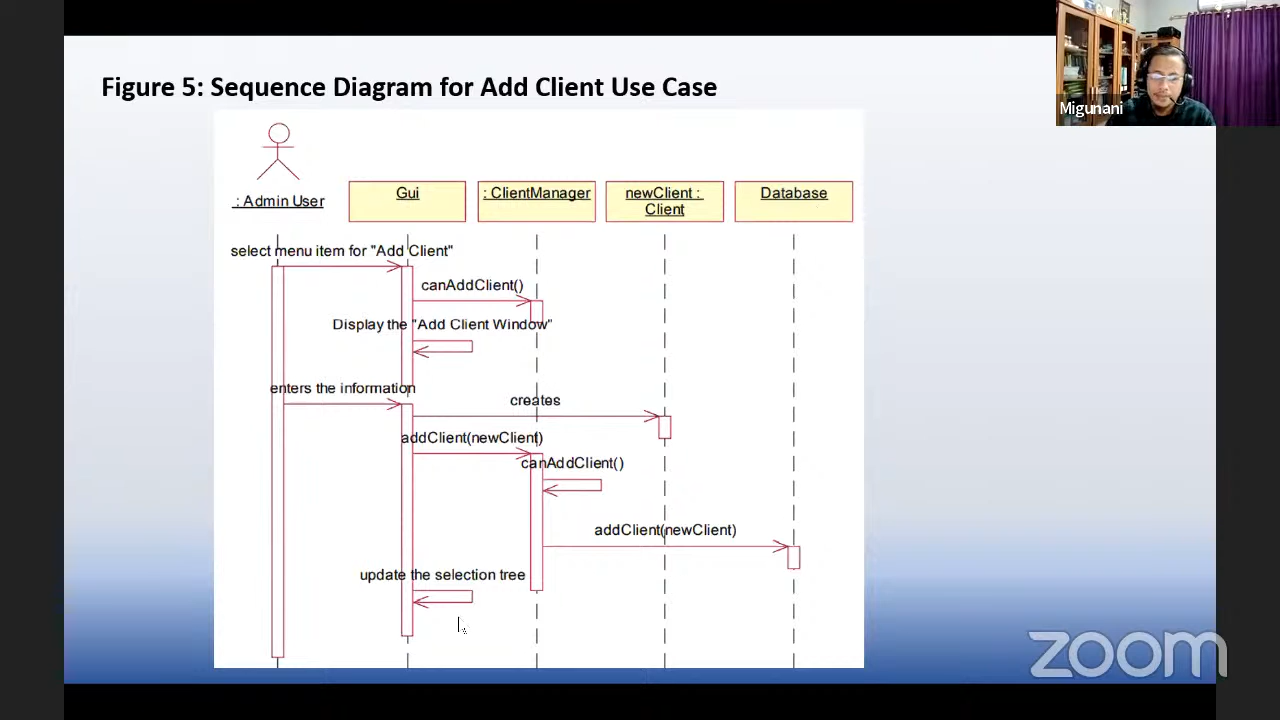 Figure 5: Sequence Diagram for Add Client Use Case
Migunani
: Admin User
Gui
: ClientManager
newClient :
Client
Database
select menu item for "Add Client"
canAddClient()
Display the "Add Client Window"
enters the information
creates
addClient(newClient)
canAddClient()
addClient(newClient)
update the selection tree
zoom